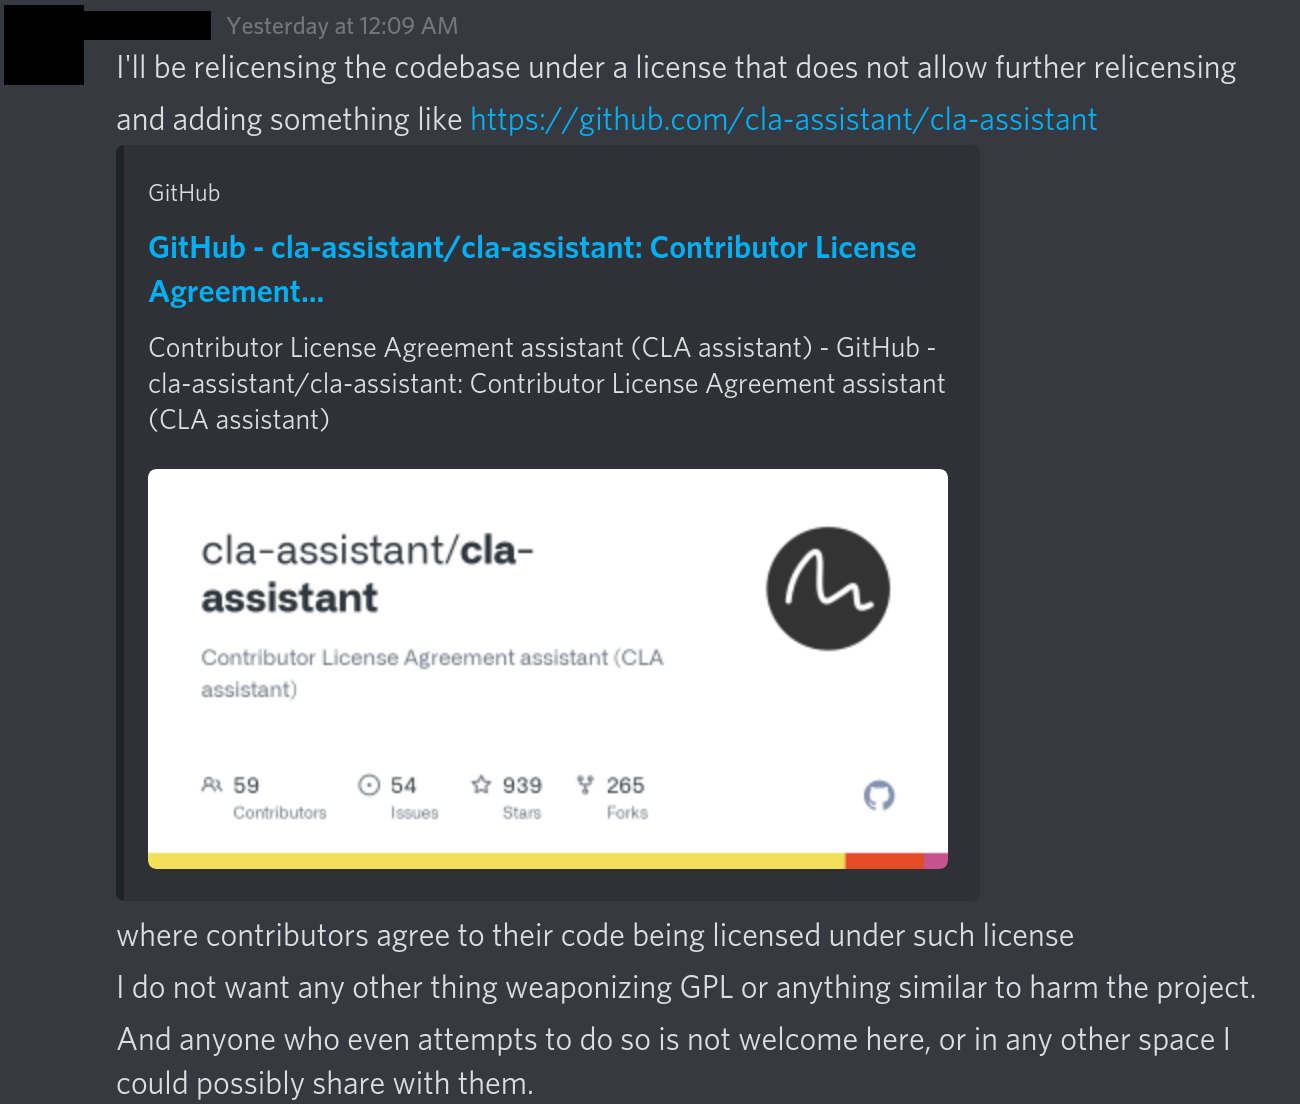 Yesterday at 12:09 AM
I'll be relicensing the codebase under a license that does not allow further relicensing
and adding something like https://github.com/cla-assistant/cla-assistant
GitHub
GitHub - cla-assistant/cla-assistant: Contributor License
Agreement...
Contributor License Agreement assistant (CLA assistant) - GitHub -
cla-assistant/cla-assistant: Contributor License Agreement assistant
(CLA assistant)
cla-assistant/cla-
assistant
Contributor License Agreement assistant (CLA
assistant)
59 54 939 265
Contributors Issues Stars Forks
where contributors agree to their code being licensed under such license
I do not want any other thing weaponizing GPL or anything similar to harm the project.
And anyone who even attempts to do so is not welcome here, or in any other space I
could possibly share with them.